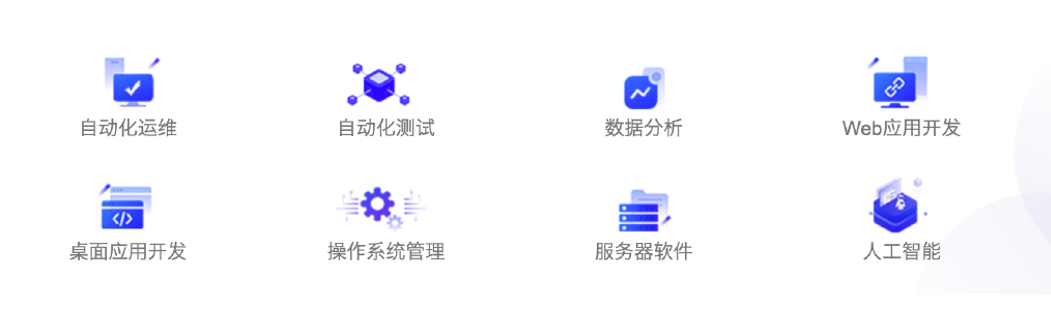 自动化运维
自动化测试
数据分析
Web应用开发
桌面应用开发
操作系统管理
服务器软件
人工智能